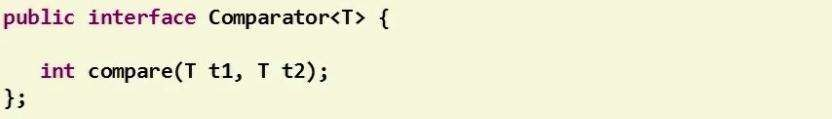 public interface Comparator<T> {
int compare(T t1, T t2);
};